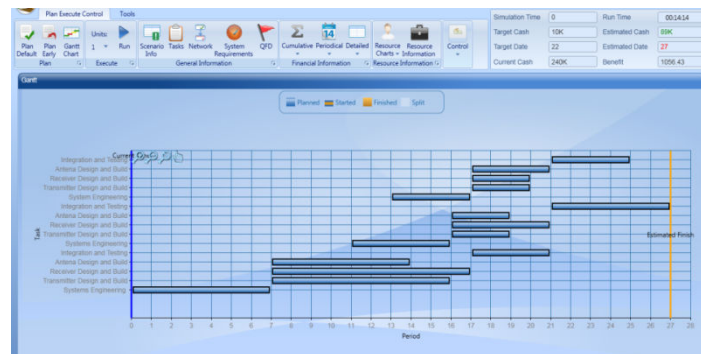 Plan Execute Control Tools
Plan Default
Plan Early
Gantt Chart
Plan
Units:
1
Run
Execute
Scenario Info
Tasks
Network
System Requirements
QFD
General Information
Cumulative
Periodical
Detailed
14
Financial Information
Resource Charts
Resource Information
Resource Information
Control
Simulation Time 0 Run Time 00:14:14
Target Cash 10K Estimated Cash 89K
Target Date 22 Estimated Date 27
Current Cash 240K Benefit 1056.43
Gantt
Planned Started Finished Split
Integration and Testing
Antena Design and Build
Receiver Design and Build
Transmitter Design and Build
System Engineering
Integration and Testing
Antena Design and Build
Receiver Design and Build
Transmitter Design and Build
Systems Engineering
Integration and Testing
Antena Design and Build
Receiver Design and Build
Transmitter Design and Build
Systems Engineering
Task
Estimated Finish
0 1 2 3 4 5 6 7 8 9 10 11 12 13 14 15 16 17 18 19 20 21 22 23 24 25 26 27 28
Period